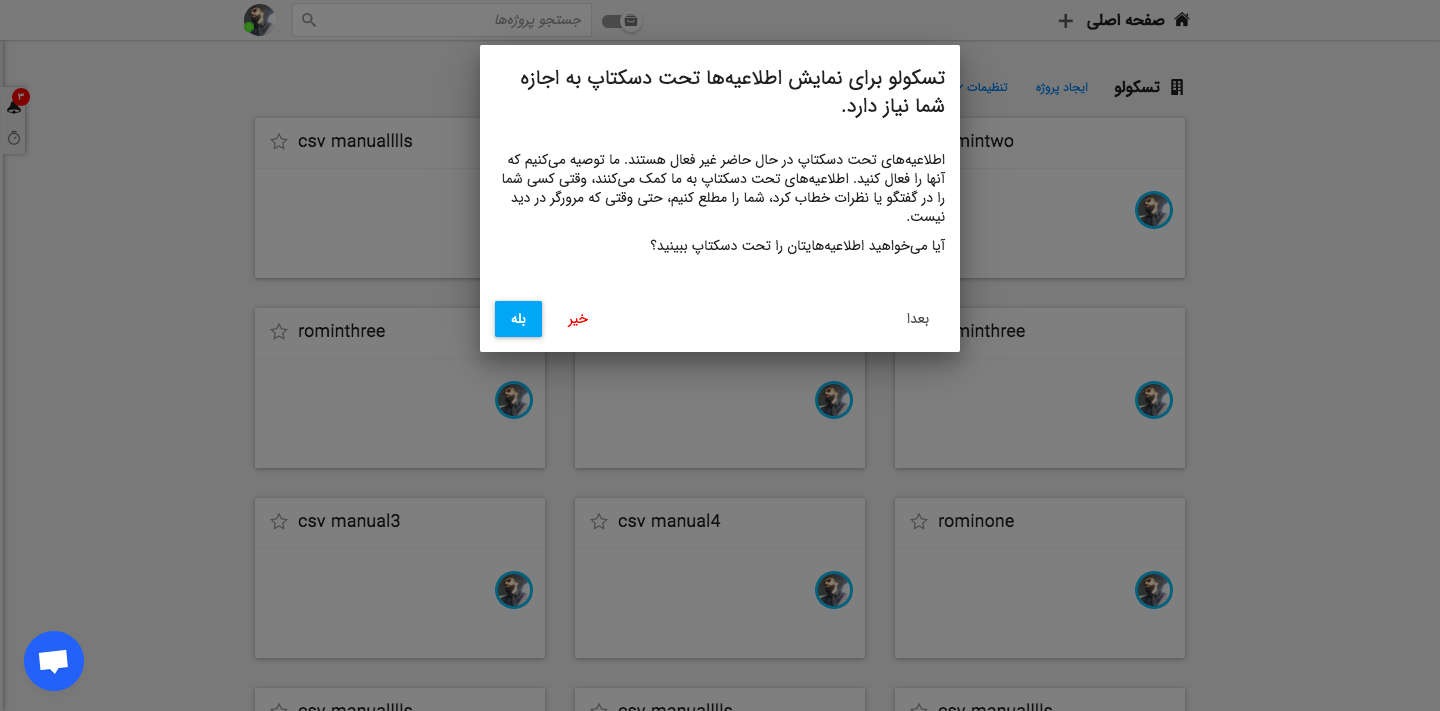 صفحه اصلی
جستجو پروژه‌ها
تسکولو
ایجاد پروژه
تنظیمات
۳
تسکولو برای نمایش اطلاعیه‌ها تحت دسکتاپ به اجازه
شما نیاز دارد.
اطلاعیه‌های تحت دسکتاپ در حال حاضر غیر فعال هستند. ما توصیه می‌کنیم که
آنها را فعال کنید. اطلاعیه‌های تحت دسکتاپ به ما کمک می‌کنند، وقتی کسی شما
را در گفتگو یا نظرات خطاب کرد، شما را مطلع کنیم، حتی وقتی که مرورگر در دید
نیست.
آیا می‌خواهید اطلاعیه‌هایتان را تحت دسکتاپ ببینید؟
بعدا
خیر
بله
mintwo
csv manualllls
minthree
rominthree
rominone
csv manual4
csv manual3
csv manualllls
csv manualllls
csv manualllls